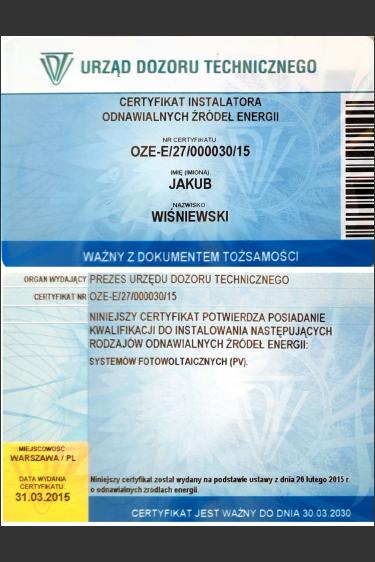 UDT URZĄD DOZORU TECHNICZNEGO
CERTYFIKAT INSTALATORA
ODNAWIALNYCH ŹRÓDEŁ ENERGII
NR CERTYFIKATU
OZE-E/27/000030/15
IMIĘ (IMIONA)
JAKUB
NAZWISKO
WIŚNIEWSKI
WAŻNY Z DOKUMENTEM TOŻSAMOŚCI
ORGAN WYDAJĄCY PREZES URZĘDU DOZORU TECHNICZNEGO
CERTYFIKAT NR OZE-E/27/000030/15
NINIEJSZY CERTYFIKAT POTWIERDZA POSIADANIE
KWALIFIKACJI DO INSTALOWANIA NASTĘPUJĄCYCH
RODZAJÓW ODNAWIALNYCH ŹRÓDEŁ ENERGII:
SYSTEMÓW FOTOWOLTAICZNYCH (PV).
MIEJSCOWOŚĆ:
WARSZAWA / PL
DATA WYDANIA
CERTYFIKATU:
31.03.2015
Niniejszy certyfikat został wydany na podstawie ustawy z dnia 20 lutego 2015 r.
o odnawialnych zrodlach energii.
CERTYFIKAT JEST WAŻNY DO DNIA 30.03.2030